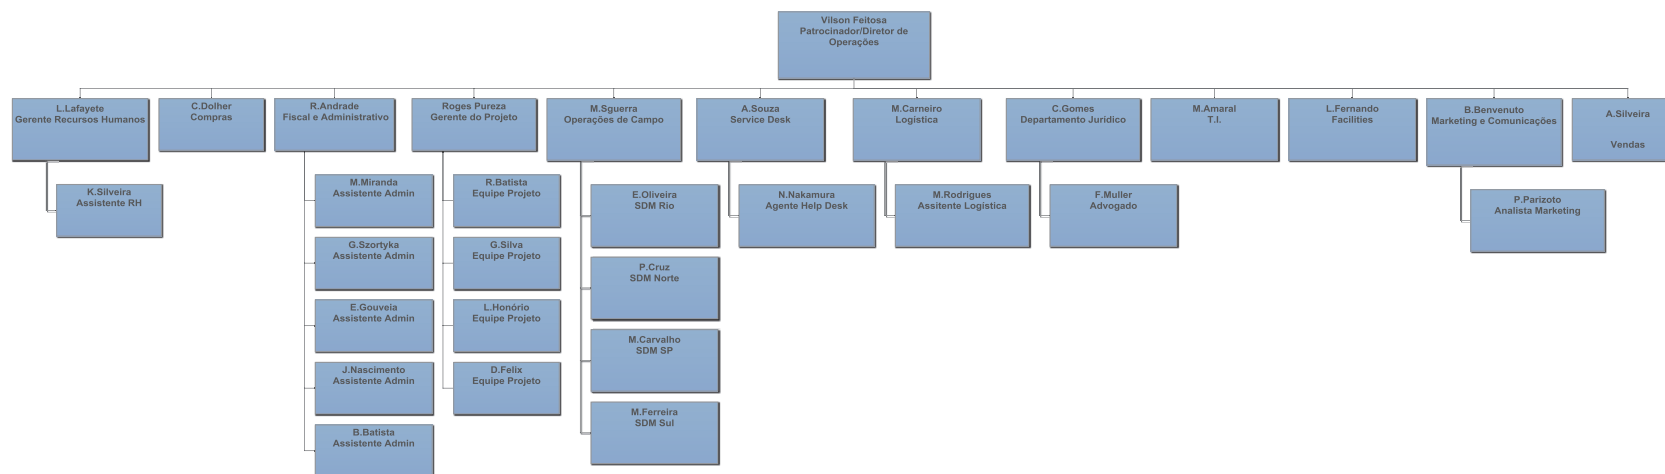 Vilson Feitosa
Patrocinador/Diretor de
Operações
L.Lafayete
Gerente Recursos Humanos
C.Dolher
Compras
R.Andrade
Fiscal e Administrativo
Roges Pureza
Gerente do Projeto
M.Sguerra
Operações de Campo
A.Souza
Service Desk
M.Carneiro
Logística
C.Gomes
Departamento Jurídico
M.Amaral
T.I.
L.Fernando
Facilities
B.Benvenuto
Marketing e Comunicações
A.Silveira
Vendas
K.Silveira
Assistente RH
M.Miranda
Assistente Admin
G.Szortyka
Assistente Admin
E.Gouveia
Assistente Admin
J.Nascimento
Assistente Admin
B.Batista
Assistente Admin
R.Batista
Equipe Projeto
G.Silva
Equipe Projeto
L.Honório
Equipe Projeto
D.Felix
Equipe Projeto
E.Oliveira
SDM Rio
P.Cruz
SDM Norte
M.Carvalho
SDM SP
M.Ferreira
SDM Sul
N.Nakamura
Agente Help Desk
M.Rodrigues
Assitente Logística
F.Muller
Advogado
P.Parizoto
Analista Marketing